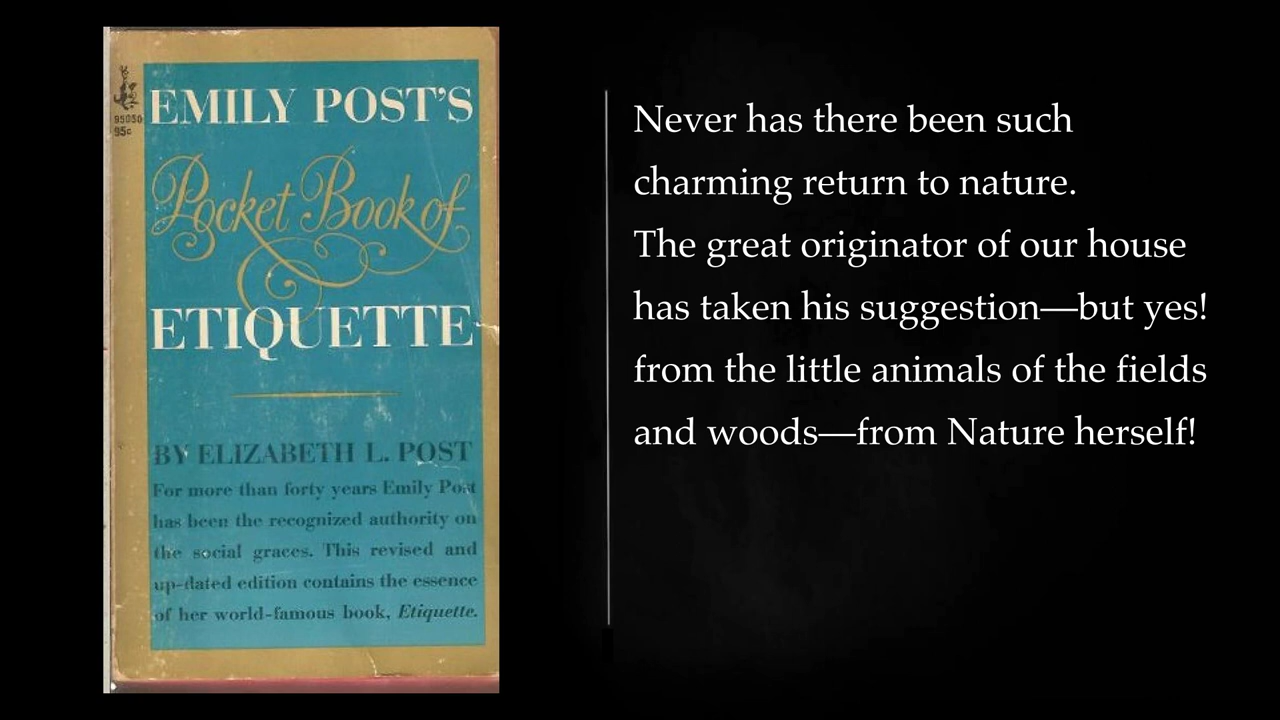 95050
95c
EMILY POST'S
Pocket Book of
ETIQUETTE
BY ELIZABETH L. POST
For more than forty years Emily Post
has been the recognized authority on
the social graces. This revised and
up-dated edition contains the essence
of her world-famous book, Etiquette.
Never has there been such
charming return to nature.
The great originator of our house
has taken his suggestion—but yes!
from the little animals of the fields
and woods—from Nature herself!